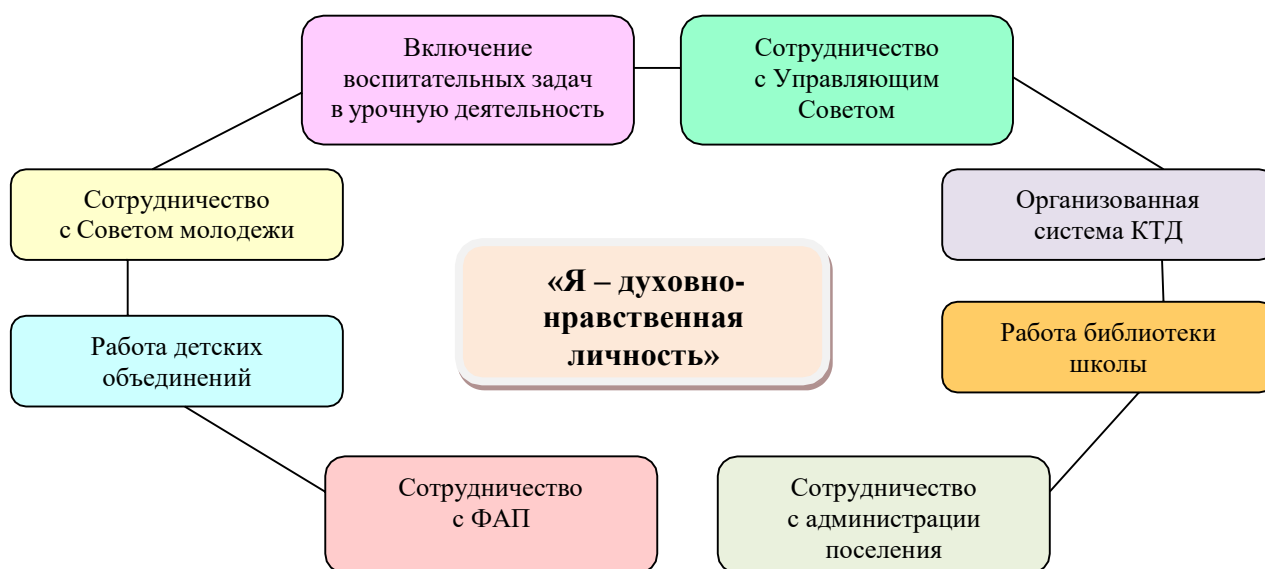 Включение
воспитательных задач
в урочную деятельность
Сотрудничество
с Управляющим
Советом
Сотрудничество
с Советом молодежи
Организованная
система КТД
«Я – духовно-
нравственная
личность»
Работа детских
объединений
Работа библиотеки
школы
Сотрудничество
с ФАП
Сотрудничество
с администрации
поселения